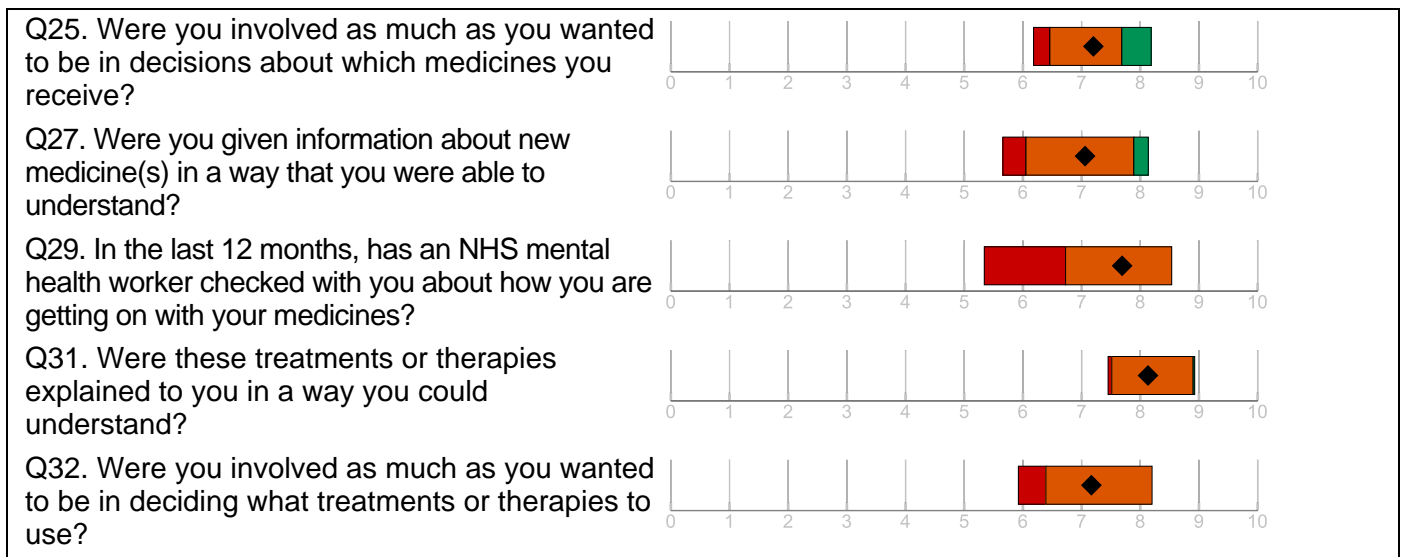 Q25. Were you involved as much as you wanted
to be in decisions about which medicines you
receive?
0 1 2 3 4 5 6 7 8 9 10
Q27. Were you given information about new
medicine(s) in a way that you were able to
understand?
0 1 2 3 4 5 6 7 8 9 10
Q29. In the last 12 months, has an NHS mental
health worker checked with you about how you are
getting on with your medicines?
0 1 2 3 4 5 6 7 8 9 10
Q31. Were these treatments or therapies
explained to you in a way you could
understand?
0 1 2 3 4 5 6 7 8 9 10
Q32. Were you involved as much as you wanted
to be in deciding what treatments or therapies to
use?
0 1 2 3 4 5 6 7 8 9 10